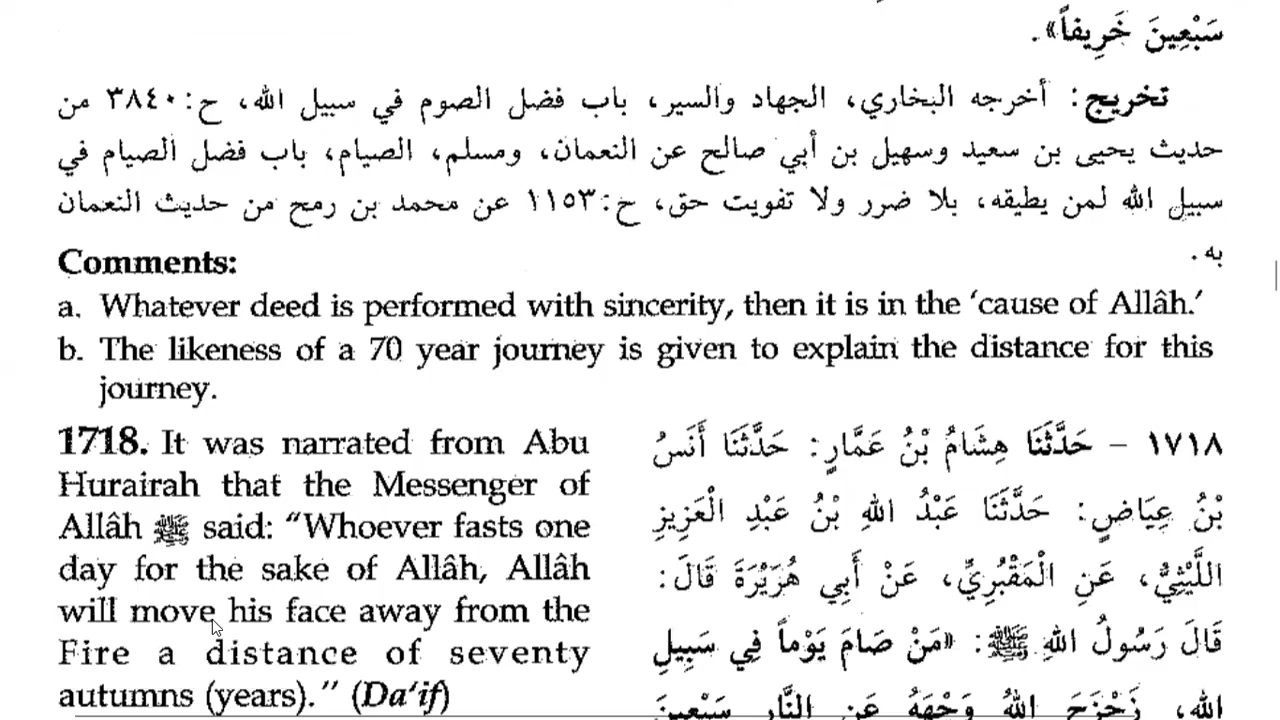 سَبْعِينَ خَرِيفاً».
تخريج: أخرجه البخاري، الجهاد والسير، باب فضل الصوم في سبيل الله، ح:٣٨٤٠ من
حديث يحيى بن سعيد وسهيل بن أبي صالح عن النعمان، ومسلم، الصيام، باب فضل الصيام في
سبيل الله لمن يطيقه، بلا ضرر ولا تفويت حق، ح:١١٥٣ عن محمد بن رمح من حديث النعمان
به.
Comments:
a. Whatever deed is performed with sincerity, then it is in the ‘cause of Allâh.’
b. The likeness of a 70 year journey is given to explain the distance for this
journey.
1718. It was narrated from Abu
Hurairah that the Messenger of
Allâh ﷺ said: “Whoever fasts one
day for the sake of Allâh, Allâh
will move his face away from the
Fire a distance of seventy
autumns (years).” (Da‘if)
١٧١٨ – حَدَّثَنَا هِشَامُ بْنُ عَمَّارٍ: حَدَّثَنَا أَنَسُ
بْنُ عِيَاضٍ: حَدَّثَنَا عَبْدُ اللهِ بْنُ عَبْدِ الْعَزِيزِ
اللَّيْثِيُّ، عَنِ الْمَقْبُرِيِّ، عَنْ أَبِي هُرَيْرَةَ قَالَ:
قَالَ رَسُولُ اللهِ ﷺ: «مَنْ صَامَ يَوْماً فِي سَبِيلِ
اللهِ، زَحْزَحَ اللهُ وَجْهَهُ عَنِ النَّارِ سَبْعِينَ